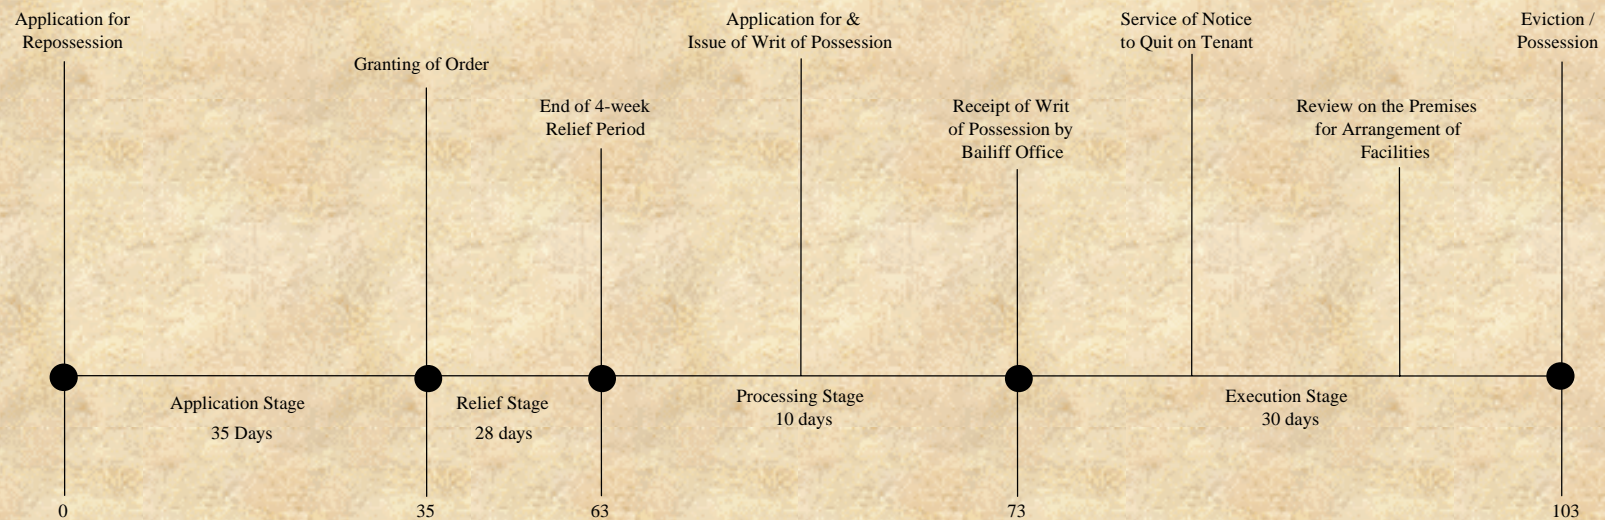 Application for
Repossession
Granting of Order
End of 4-week
Relief Period
Application for &
Issue of Writ of Possession
Receipt of Writ
of Possession by
Bailiff Office
Service of Notice
to Quit on Tenant
Review on the Premises
for Arrangement of
Facilities
Eviction /
Possession
Application Stage
35 Days
Relief Stage
28 days
Processing Stage
10 days
Execution Stage
30 days
0
35
63
73
103